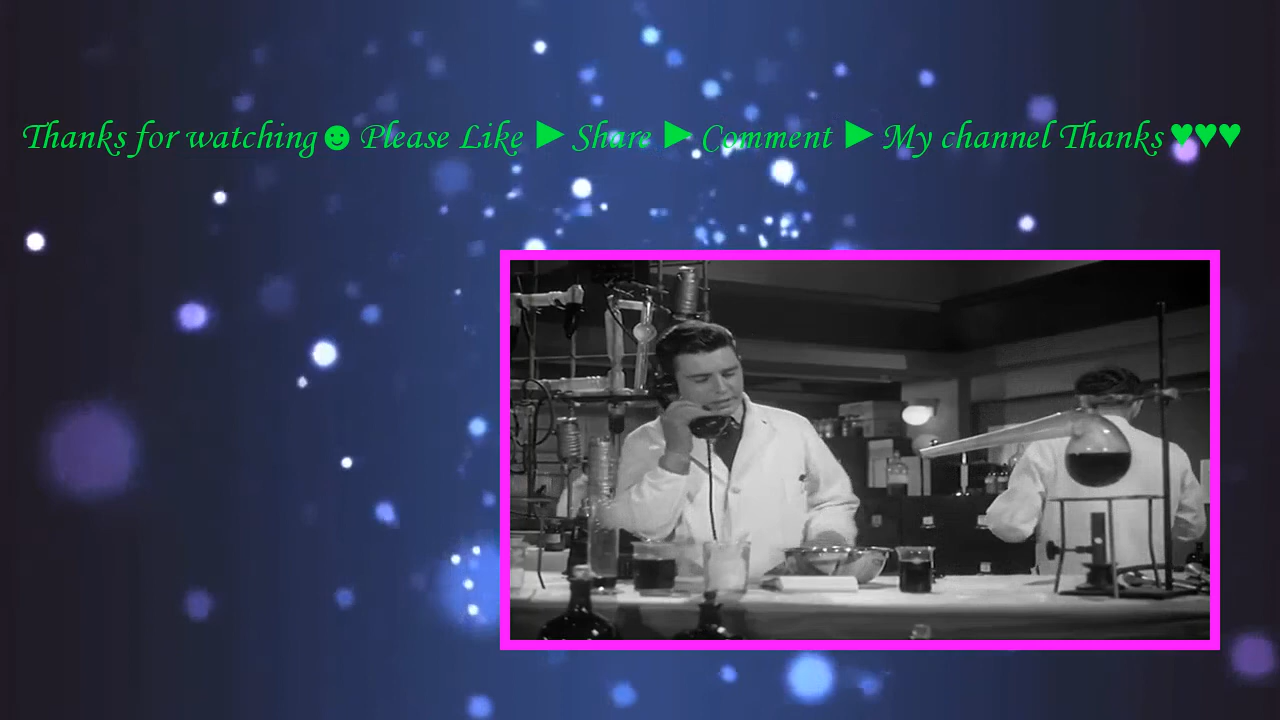 Thanks for watching☻Please Like ► Share ► Comment ► My channel Thanks ♥♥♥